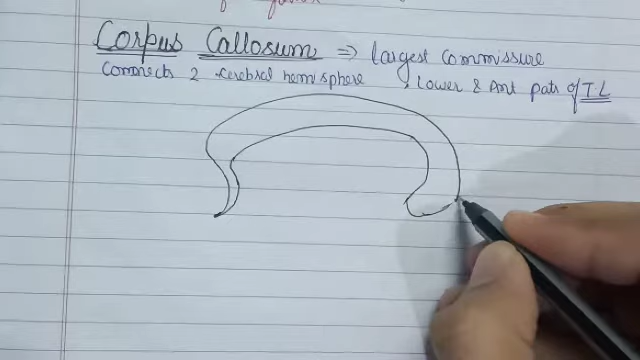 Corpus Callosum ⇒ largest commissure
Connects 2 cerebral hemisphere, Lower & Ant parts of T.L